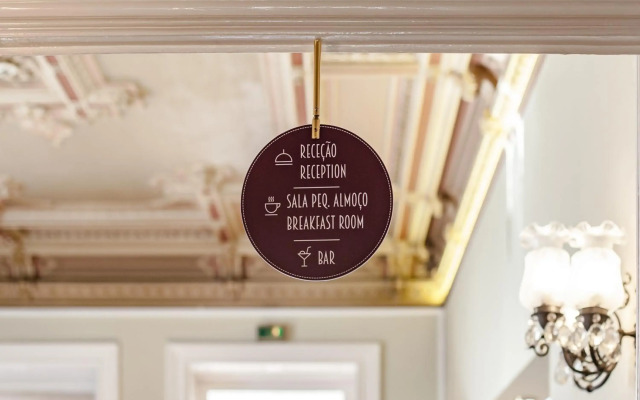 RECEÇÃO
RECEPTION
SALA PEQ. ALMOÇO
BREAKFAST ROOM
BAR